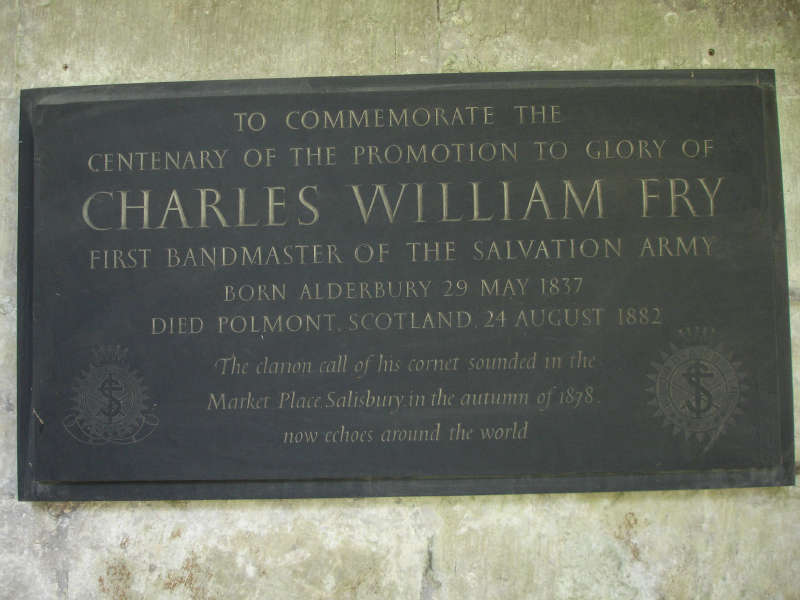 TO COMMEMORATE THE
CENTENARY OF THE PROMOTION TO GLORY OF
CHARLES WILLIAM FRY
FIRST BANDMASTER OF THE SALVATION ARMY
BORN ALDERBURY 29 MAY 1837
DIED POLMONT, SCOTLAND, 24 AUGUST 1882
The clarion call of his cornet sounded in the
Market Place, Salisbury, in the autumn of 1878.
now echoes around the world